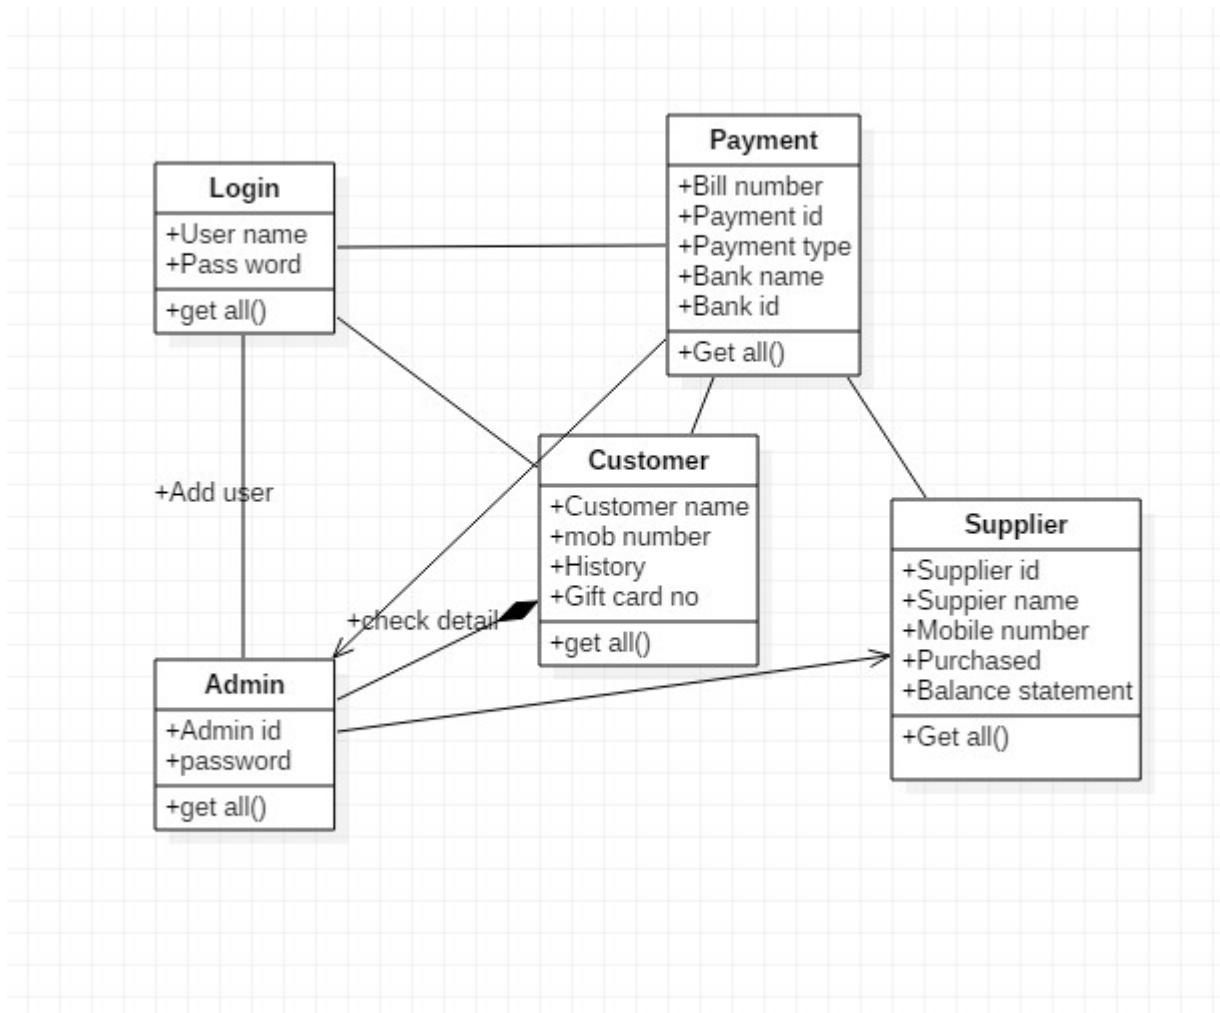 Login
+User name
+Pass word
+get all()
Payment
+Bill number
+Payment id
+Payment type
+Bank name
+Bank id
+Get all()
+Add user
Customer
+Customer name
+mob number
+History
+Gift card no
+get all()
+check detail
Supplier
+Supplier id
+Suppier name
+Mobile number
+Purchased
+Balance statement
+Get all()
Admin
+Admin id
+password
+get all()